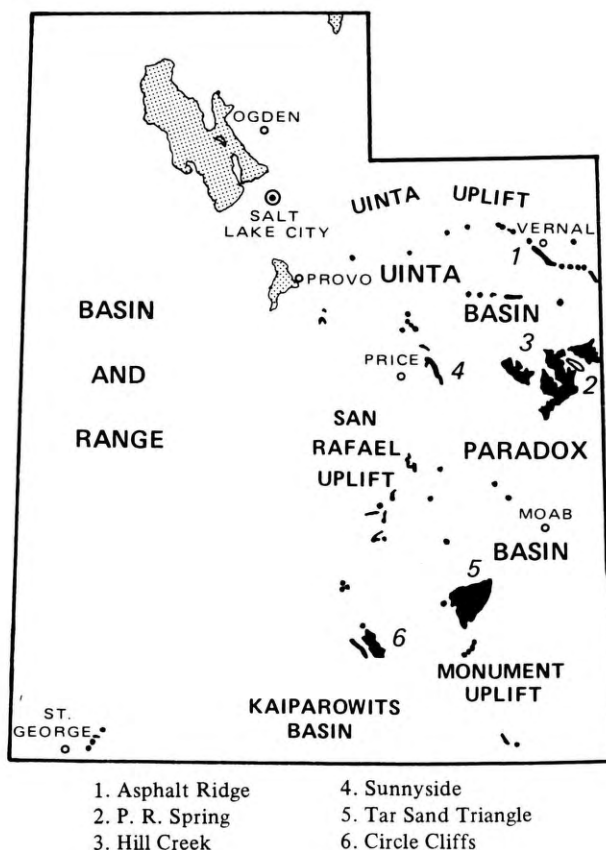 OGDEN
SALT
LAKE CITY
UINTA UPLIFT
VERNAL
1
PROVO
UINTA
BASIN
BASIN
3
2
PRICE
4
AND
SAN
RAFAEL
UPLIFT
RANGE
PARADOX
MOAB
BASIN
5
6
MONUMENT
UPLIFT
KAIPAROWITS
BASIN
ST.
GEORGE
1. Asphalt Ridge
2. P. R. Spring
3. Hill Creek
4. Sunnyside
5. Tar Sand Triangle
6. Circle Cliffs